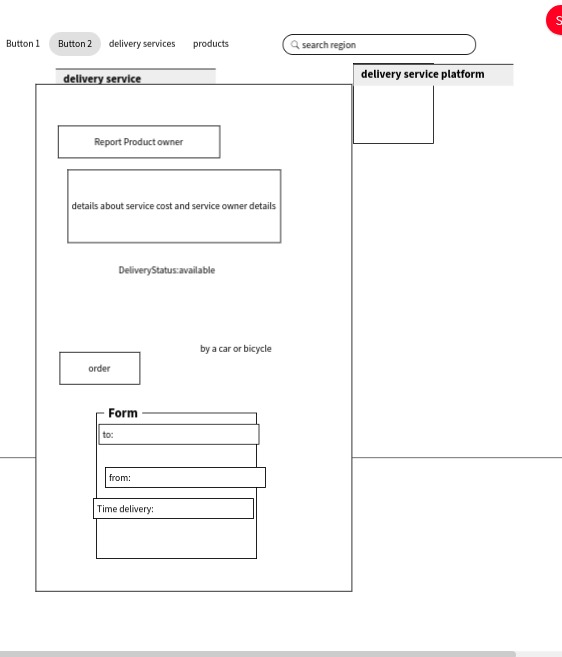 Button 1 Button 2 delivery services products search region S
delivery service delivery service platform
Report Product owner
details about service cost and service owner details
DeliveryStatus:available
by a car or bicycle
order
Form
to:
from:
Time delivery: